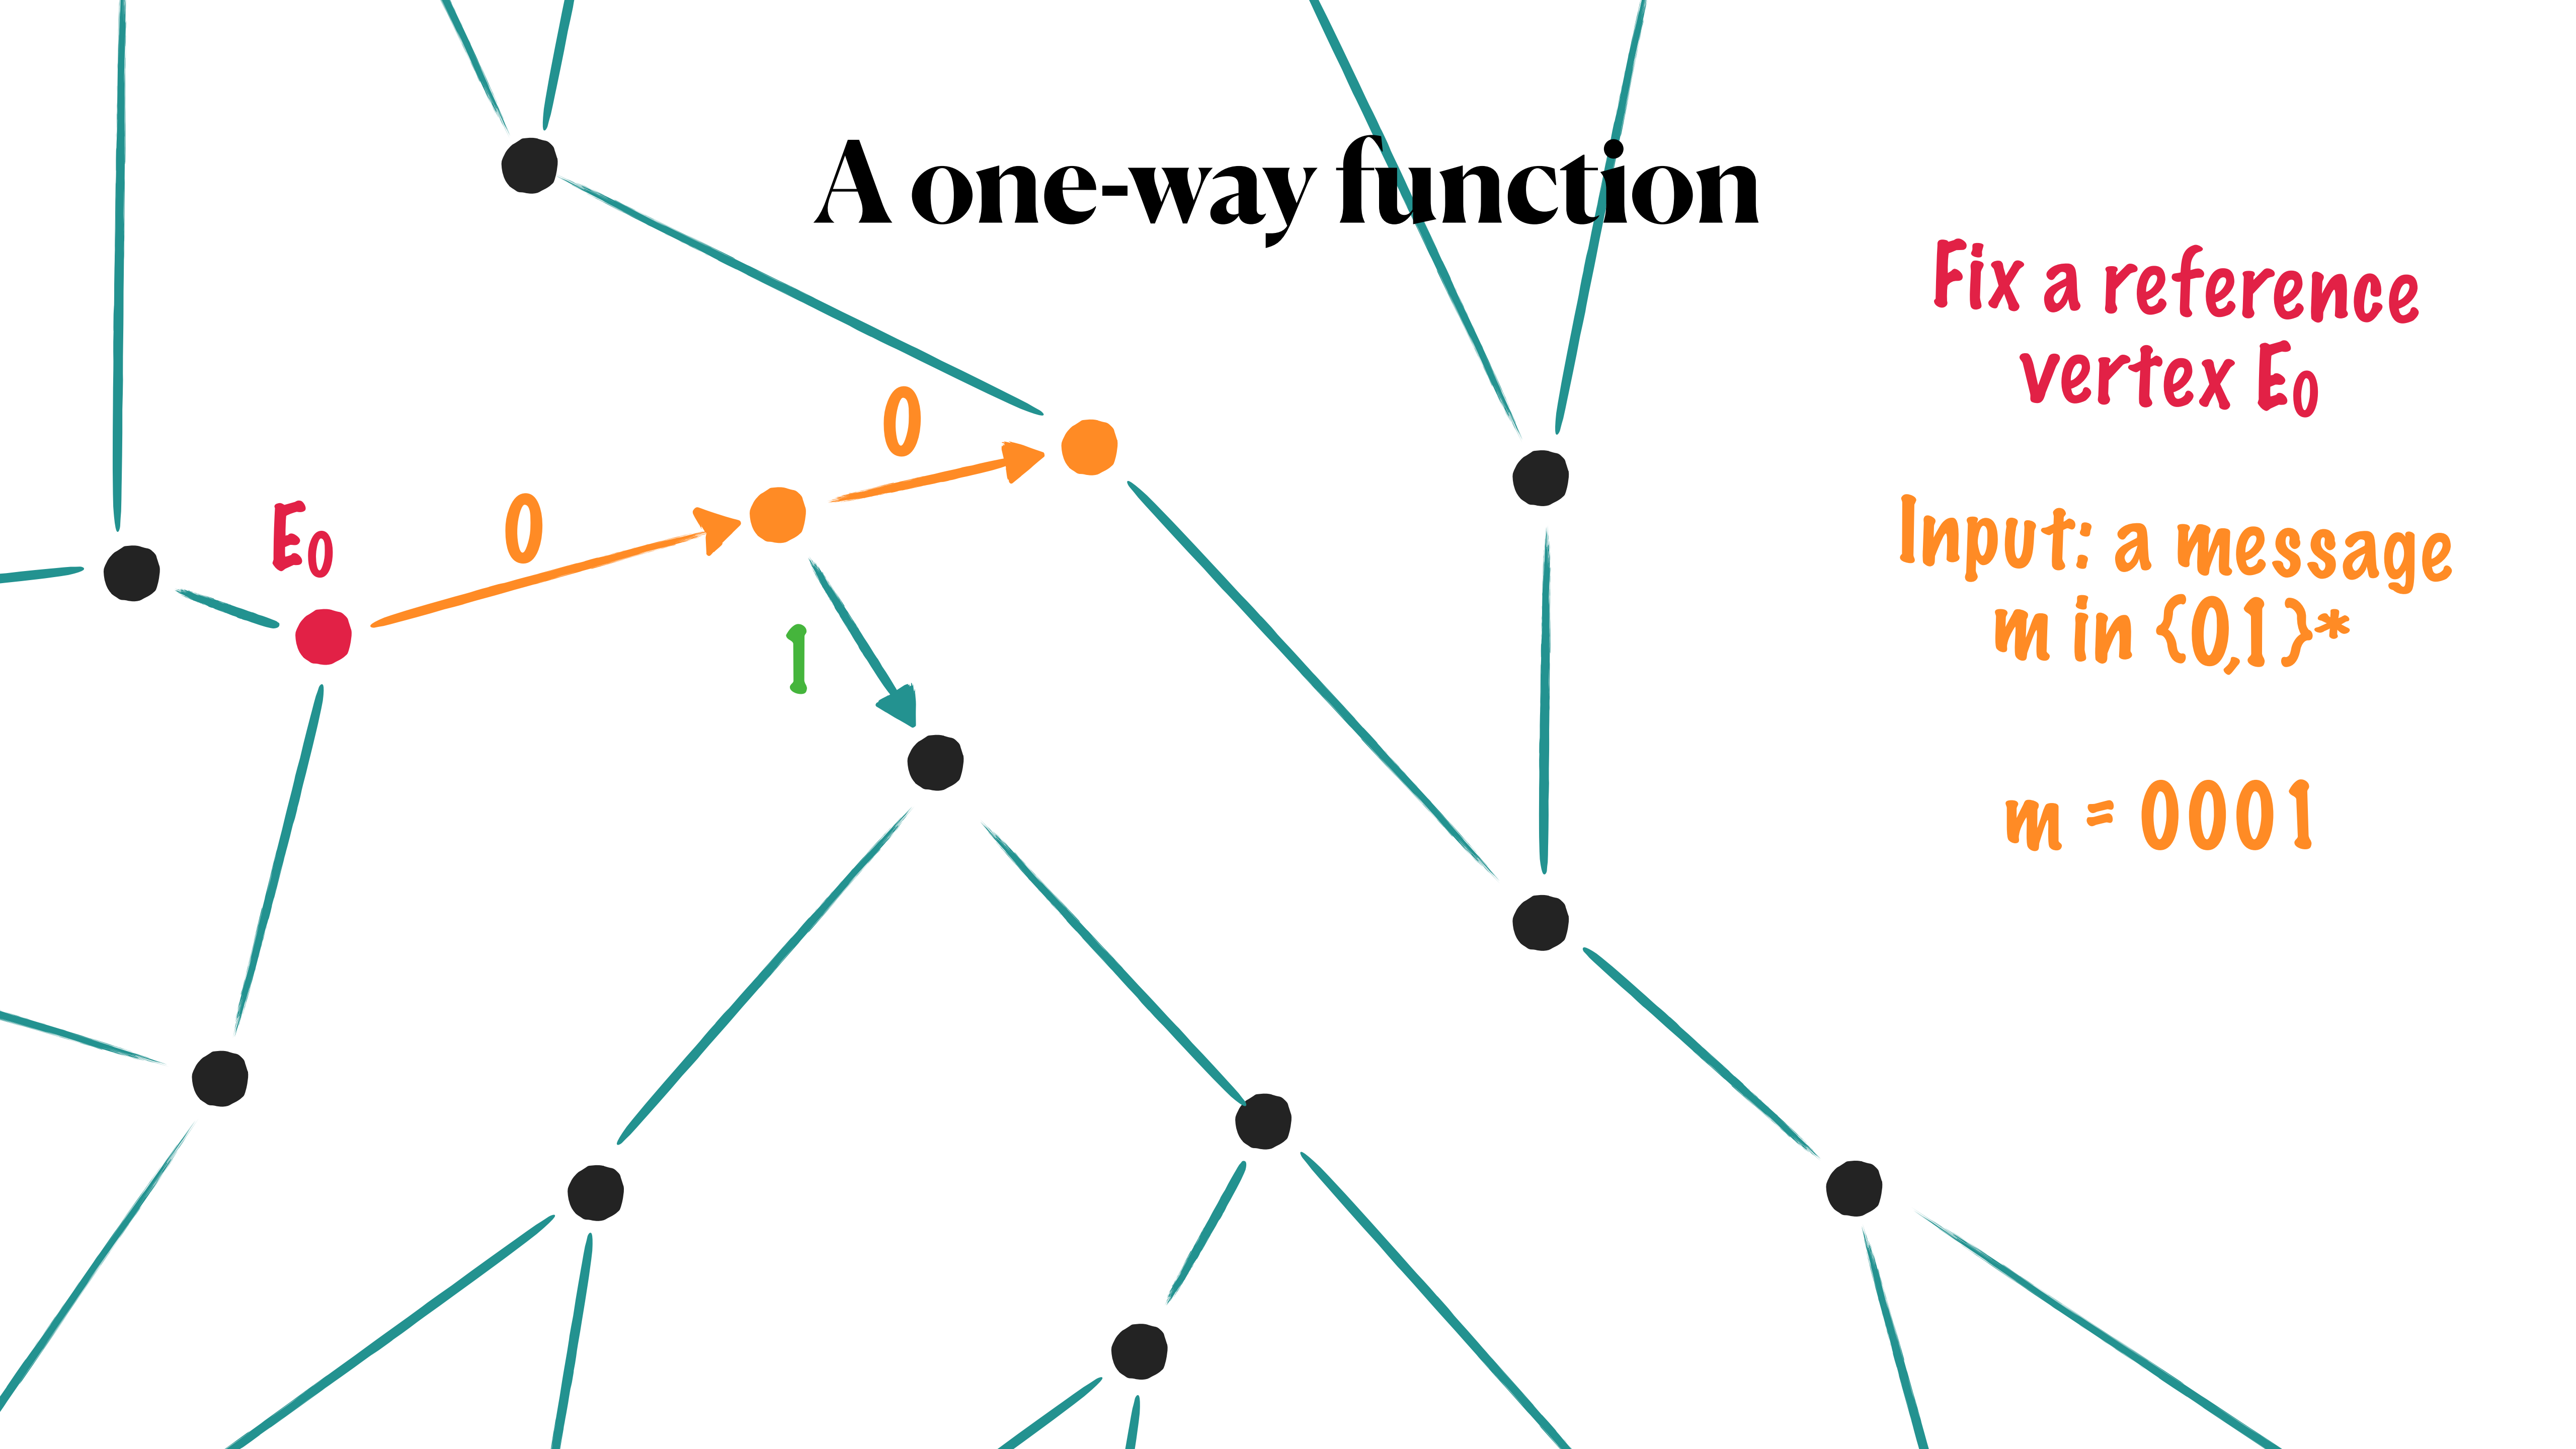 A one-way function
Fix a reference
vertex E₀
0
E₀
0
Input: a message
m in {0,1}*
1
m = 0001